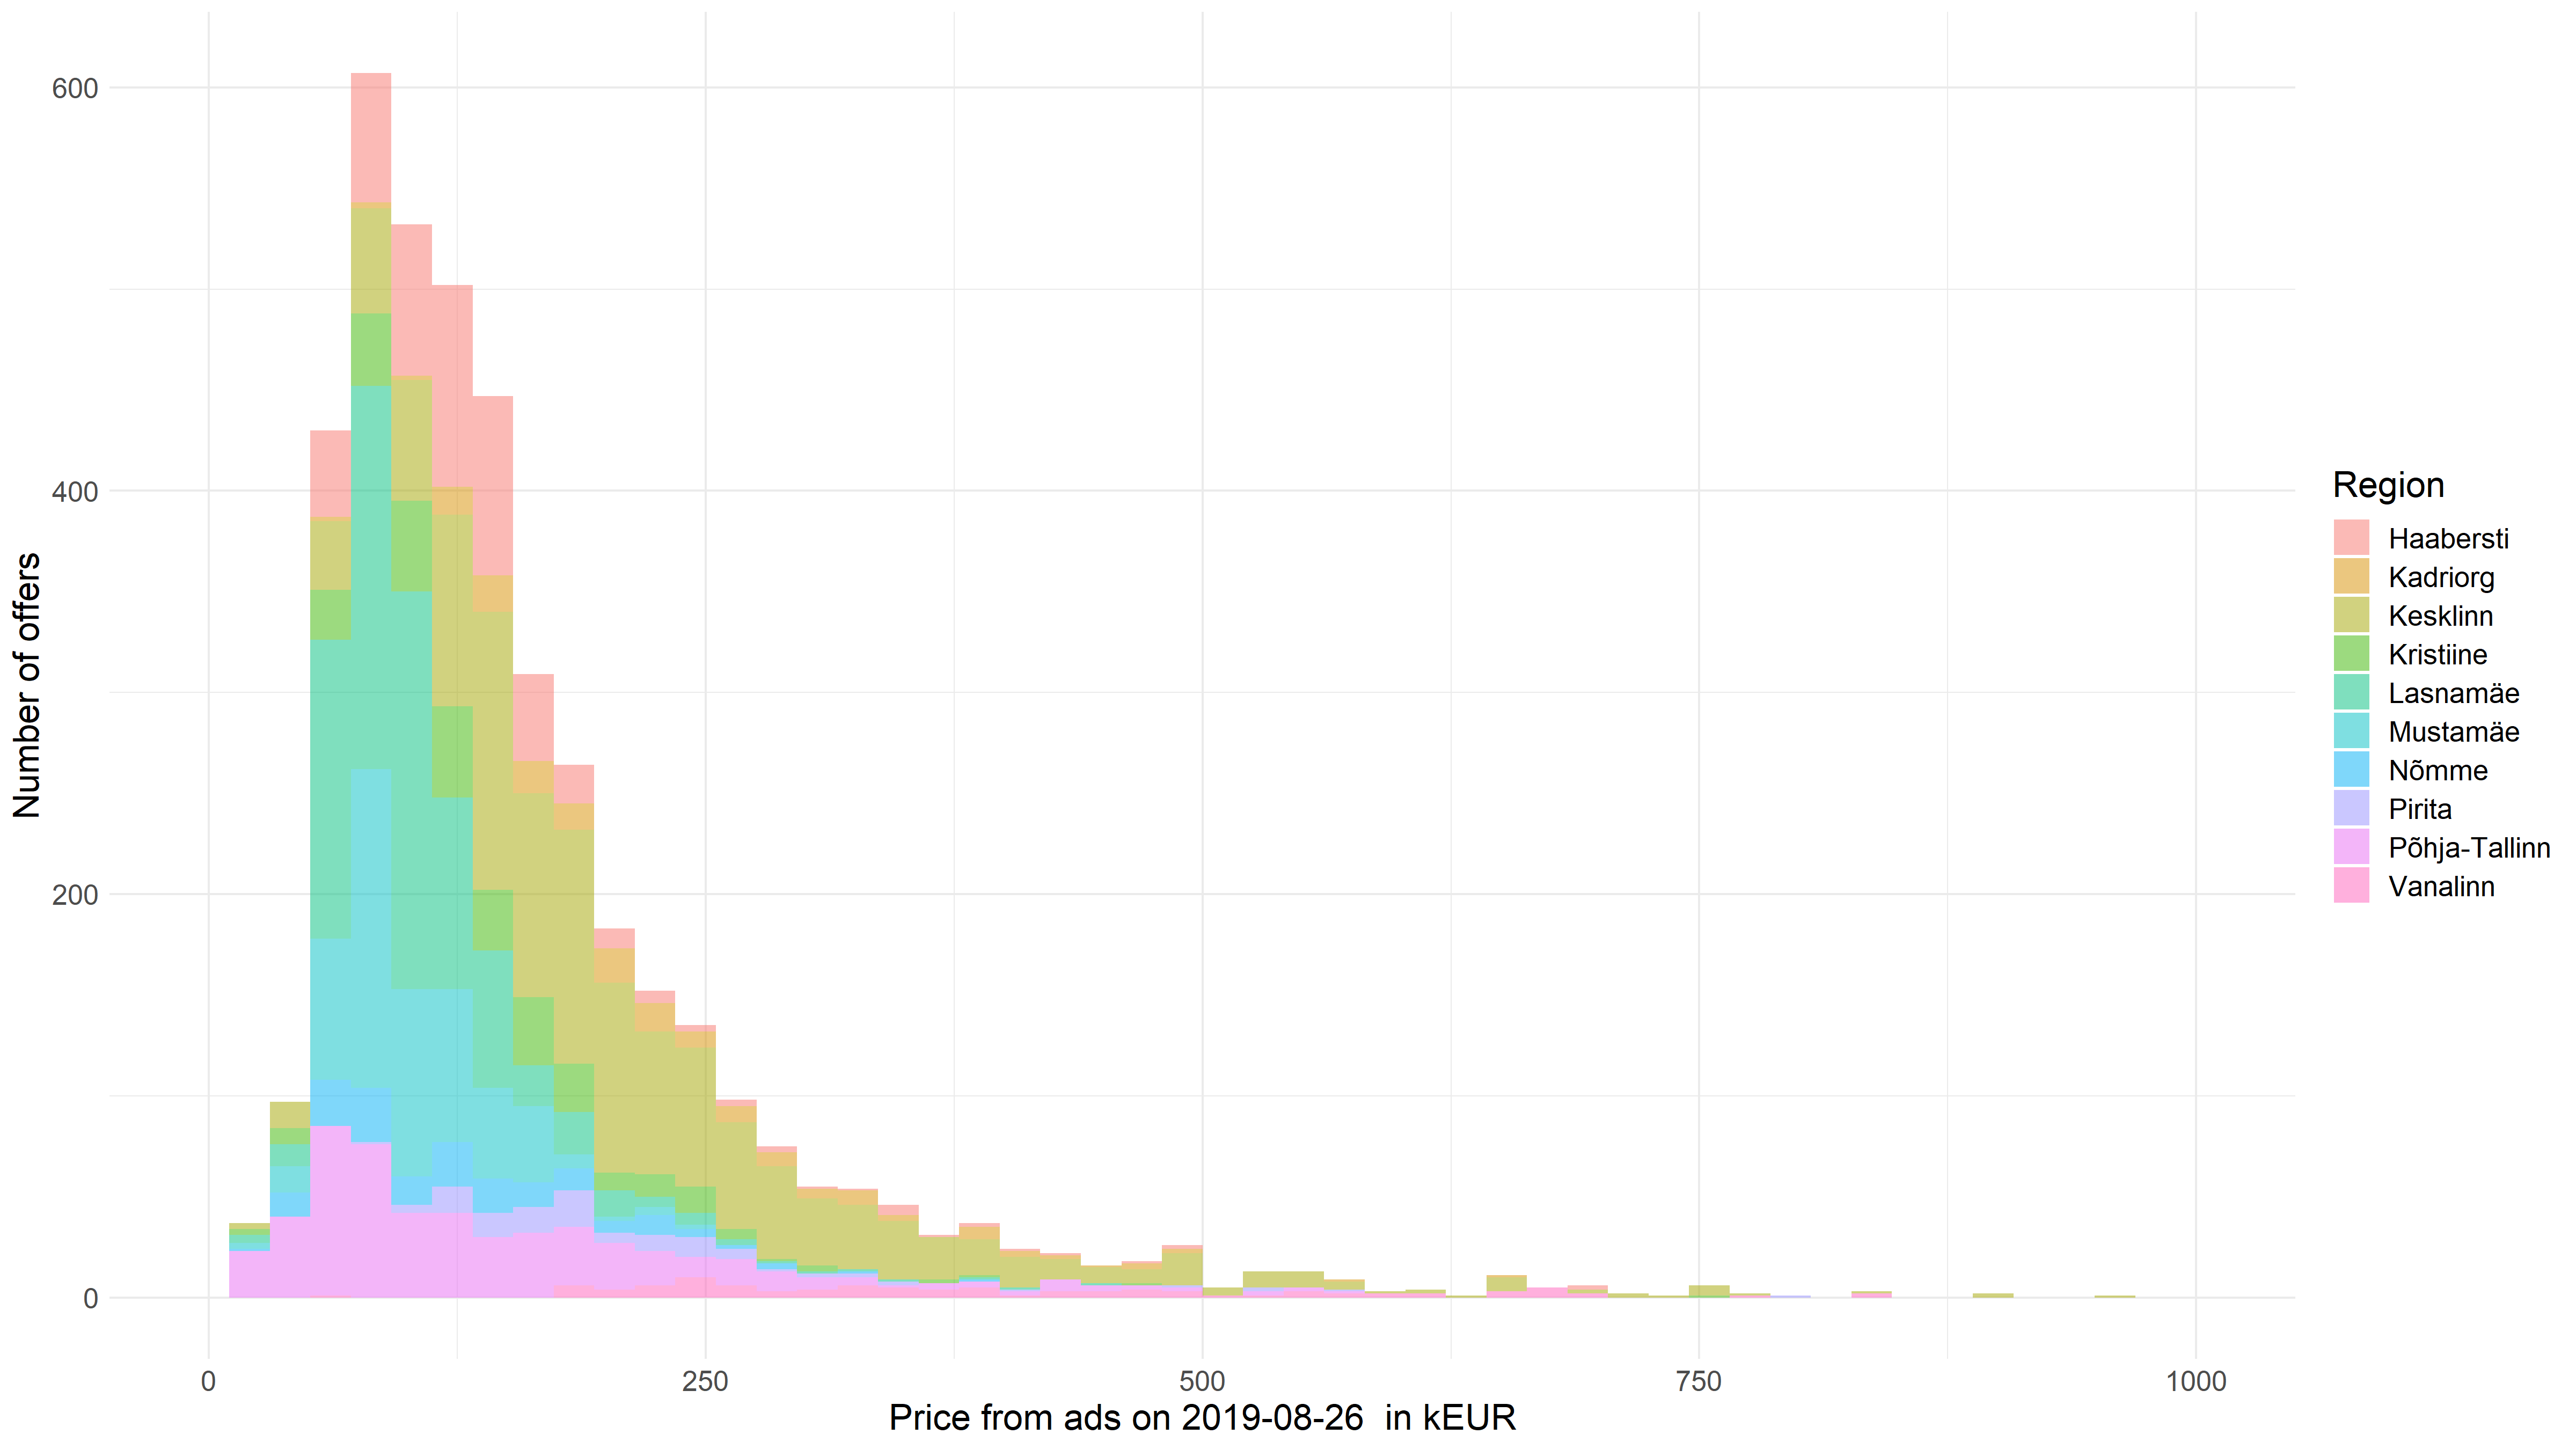 600
400
200
0
Number of offers
0 250 500 750 1000
Price from ads on 2019-08-26  in kEUR
Region
Haabersti
Kadriorg
Kesklinn
Kristiine
Lasnamäe
Mustamäe
Nõmme
Pirita
Põhja-Tallinn
Vanalinn